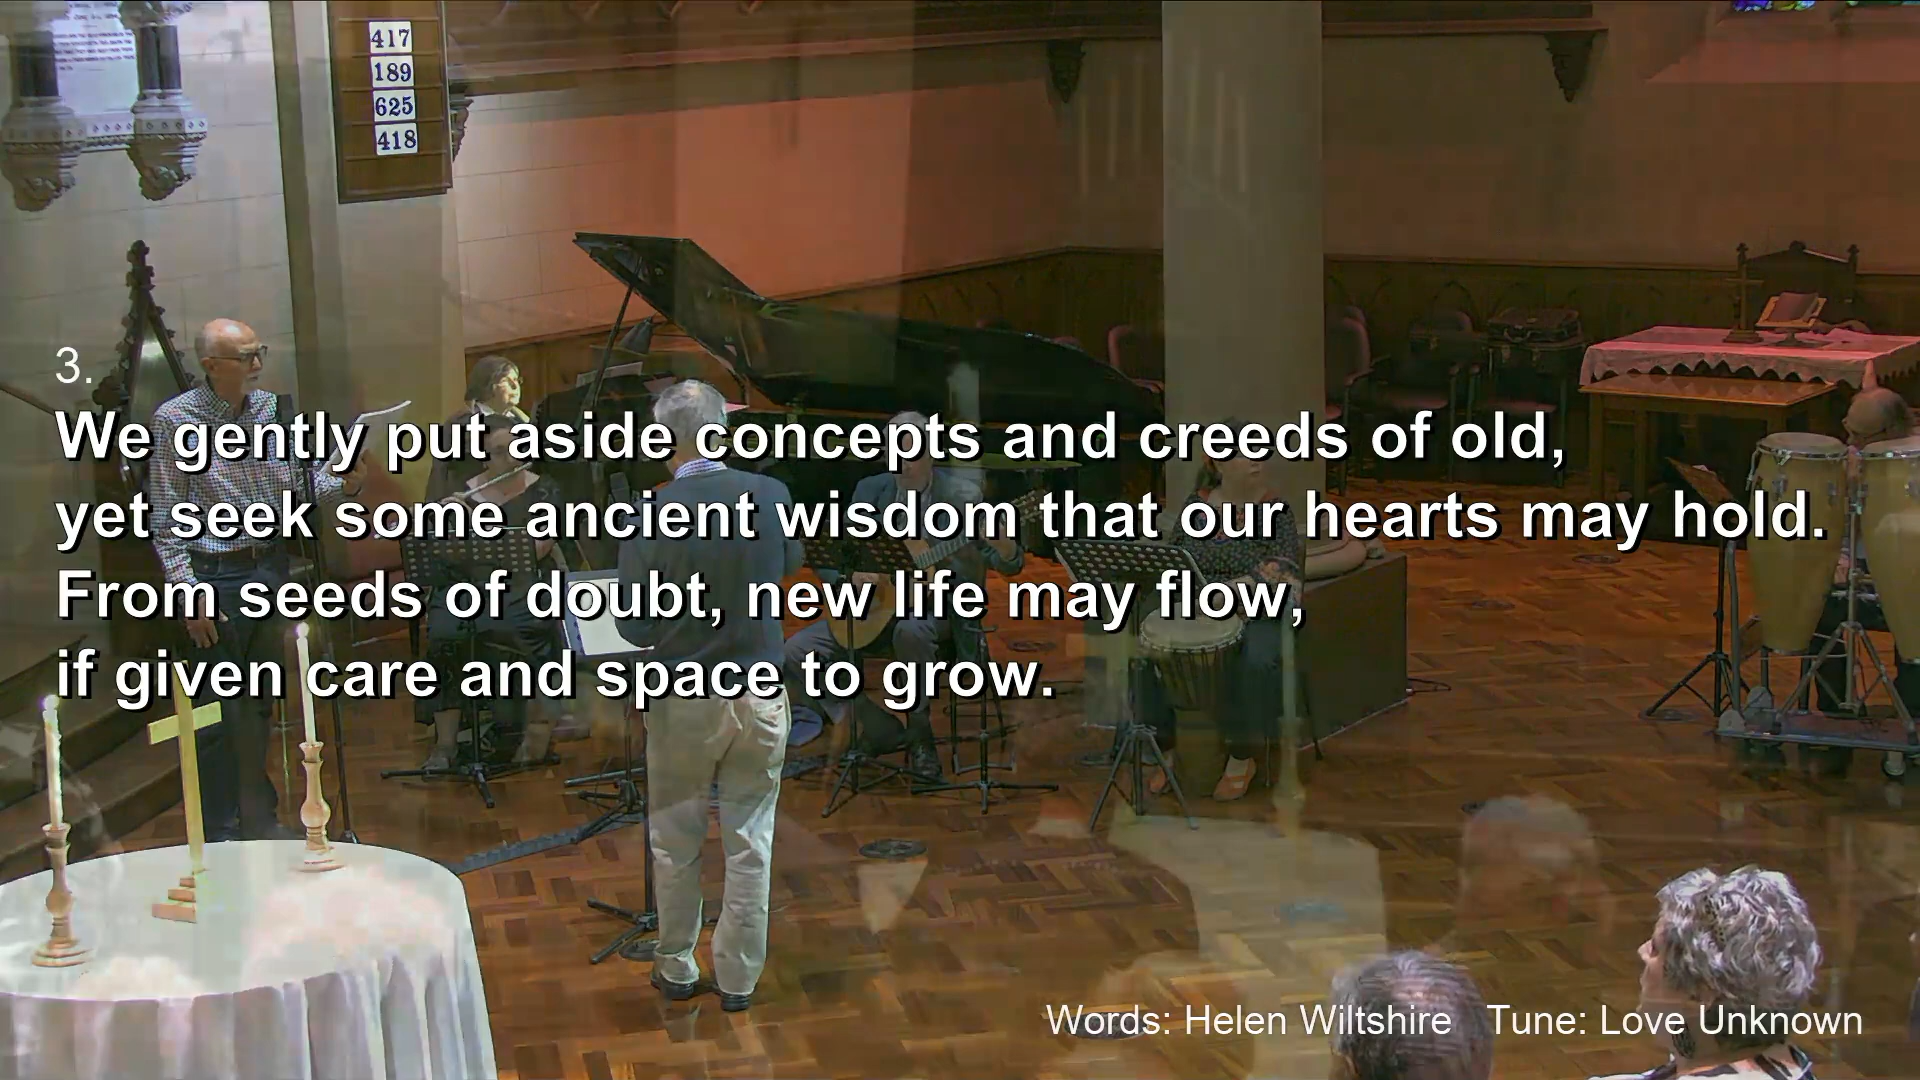 417
189
625
418
3.
We gently put aside concepts and creeds of old,
yet seek some ancient wisdom that our hearts may hold.
From seeds of doubt, new life may flow,
if given care and space to grow.
Words: Helen Wiltshire Tune: Love Unknown